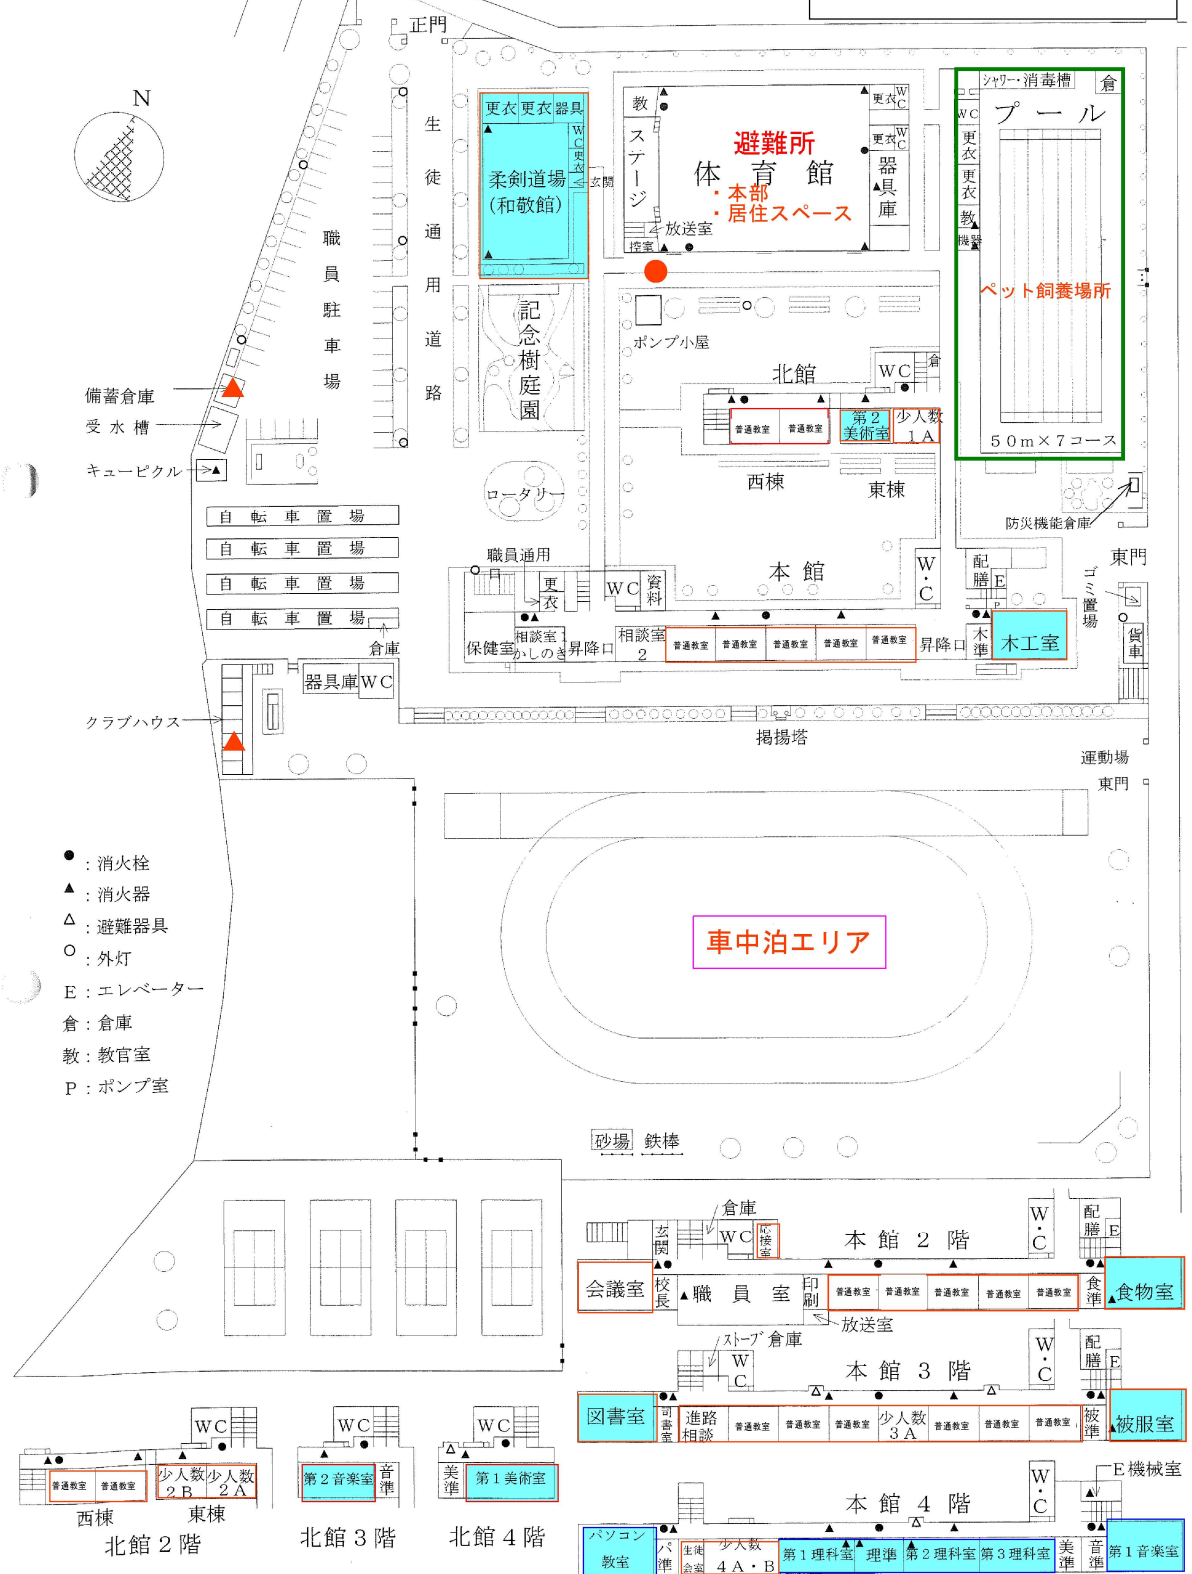 正門
N
生徒通用道路
職員駐車場
更衣 更衣 器具
WC
更衣
玄関
柔剣道場
(和敬館)
教
ステージ
控室
放送室
避難所
体育館
・本部
・居住スペース
更衣 WC
更衣 WC
器具庫
シャワー・消毒槽
倉
プール
WC
更衣
更衣
教
機器
ペット飼養場所
50m×7コース
記念樹庭園
ポンプ小屋
北館
WC
倉
普通教室 普通教室
第2
美術室
少人数
1A
西棟
東棟
備蓄倉庫
受水槽
キュービクル
ロータリー
防災機能倉庫
自転車置場
自転車置場
自転車置場
自転車置場
倉庫
職員通用口
更衣
WC
資料
本館
W・C
配膳
E
P
東門
ゴミ置場
貨車
保健室
相談室1
かしのき
昇降口
相談室
2
普通教室 普通教室 普通教室 普通教室 普通教室
昇降口
木準
木工室
器具庫 WC
クラブハウス
掲揚塔
運動場
東門
車中泊エリア
● : 消火栓
▲ : 消火器
△ : 避難器具
○ : 外灯
E : エレベーター
倉 : 倉庫
教 : 教官室
P : ポンプ室
砂場 鉄棒
倉庫
玄関
WC
応接室
本館2階
W・C
配膳
E
会議室
校長
職員室
印刷
普通教室 普通教室 普通教室 普通教室 普通教室
食準
食物室
放送室
ストーブ倉庫
WC
本館3階
W・C
配膳
E
図書室
司書室
進路
相談
普通教室 普通教室 普通教室
少人数
3A
普通教室 普通教室 普通教室
被準
被服室
WC
普通教室 普通教室
少人数
2B
少人数
2A
西棟
東棟
北館2階
WC
第2音楽室
音準
北館3階
WC
美準
第1美術室
北館4階
本館4階
W・C
E機械室
パソコン
教室
パ準
生徒
会室
少人数
4A・B
第1理科室 理準 第2理科室 第3理科室
美準
音準
第1音楽室